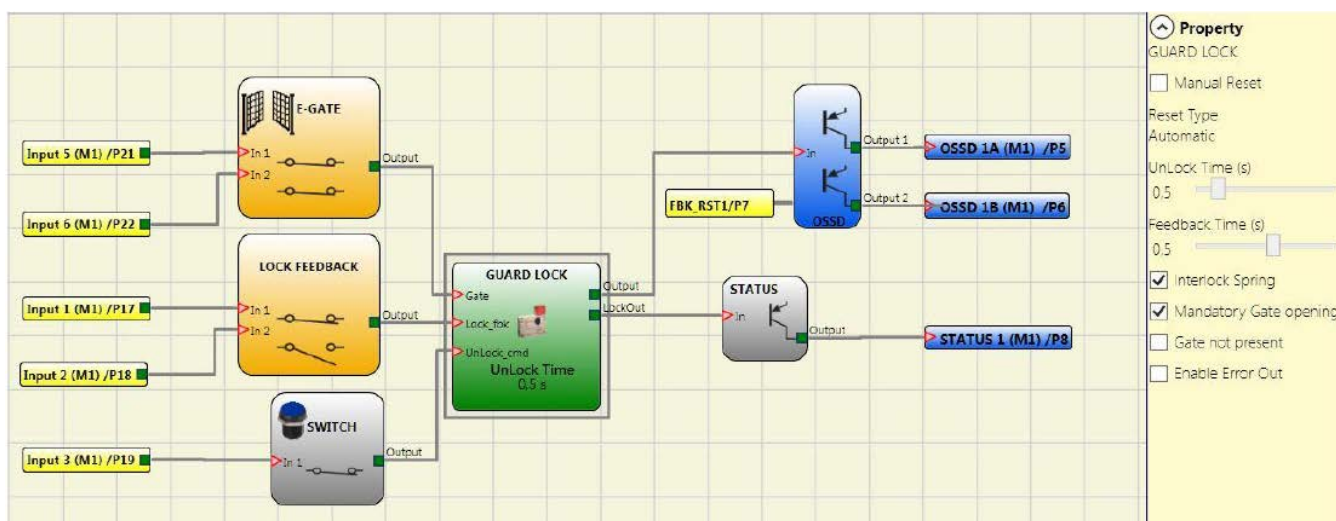 E-GATE
Input 5 (M1) /P21
In 1
In 2
Output
Input 6 (M1) /P22
LOCK FEEDBACK
Input 1 (M1) /P17
In 1
In 2
Output
Input 2 (M1) /P18
SWITCH
Input 3 (M1) /P19
In 1
Output
GUARD LOCK
Gate
Lock_fbk
UnLock_cmd
UnLock Time
0,5 s
Output
LockOut
In
OSSD
Output 1
Output 2
FBK_RST1/P7
OSSD 1A (M1) /P5
OSSD 1B (M1) /P6
STATUS
In
Output
STATUS 1 (M1) /P8
Property
GUARD LOCK
Manual Reset
Reset Type
Automatic
UnLock Time (s)
0,5
Feedback Time (s)
0,5
Interlock Spring
Mandatory Gate opening
Gate not present
Enable Error Out